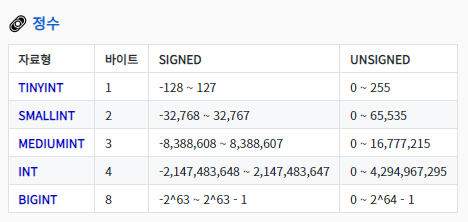 정수
자료형 바이트 SIGNED UNSIGNED
TINYINT 1 -128 ~ 127 0 ~ 255
SMALLINT 2 -32,768 ~ 32,767 0 ~ 65,535
MEDIUMINT 3 -8,388,608 ~ 8,388,607 0 ~ 16,777,215
INT 4 -2,147,483,648 ~ 2,147,483,647 0 ~ 4,294,967,295
BIGINT 8 -2^63 ~ 2^63 - 1 0 ~ 2^64 - 1